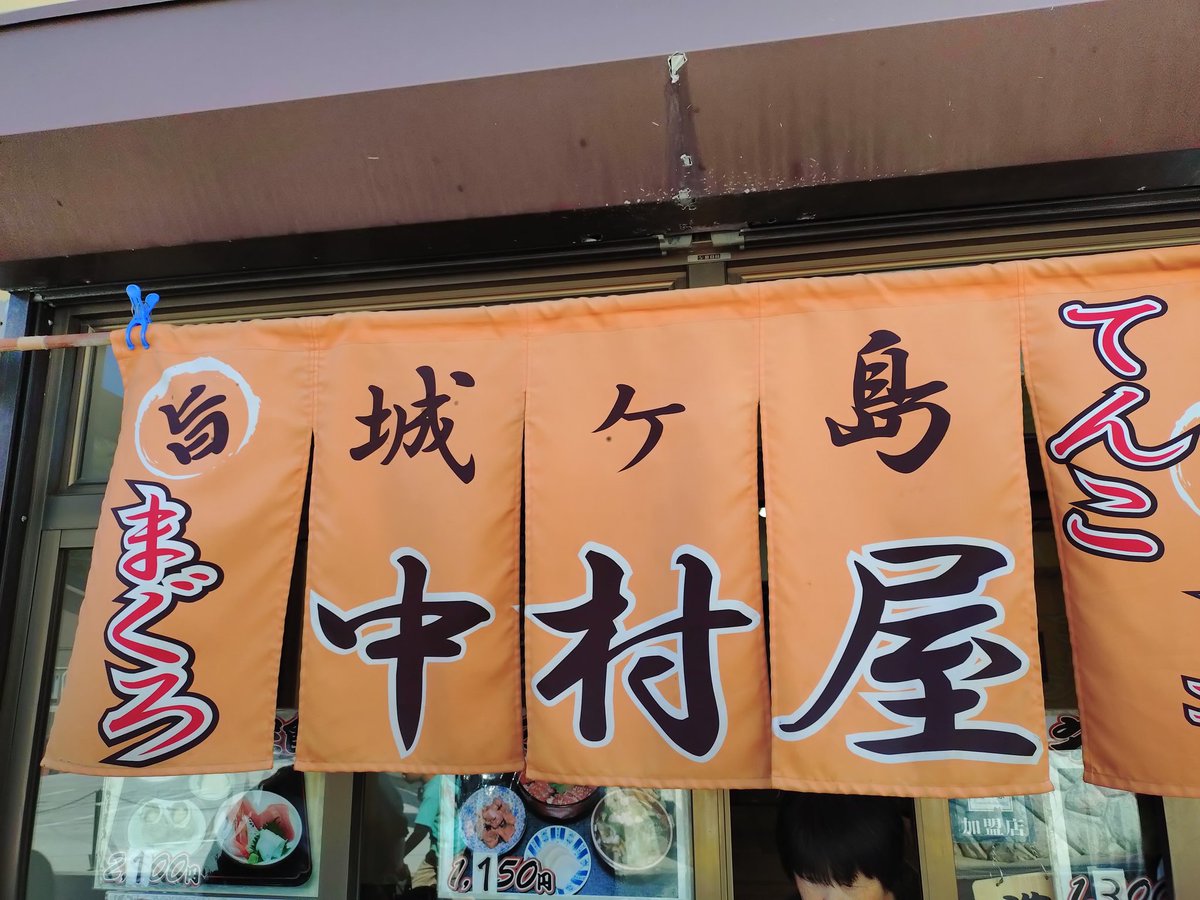 城ヶ島
中村屋
旨
まぐろ
てんこ
2,100円
1,150円
加盟店